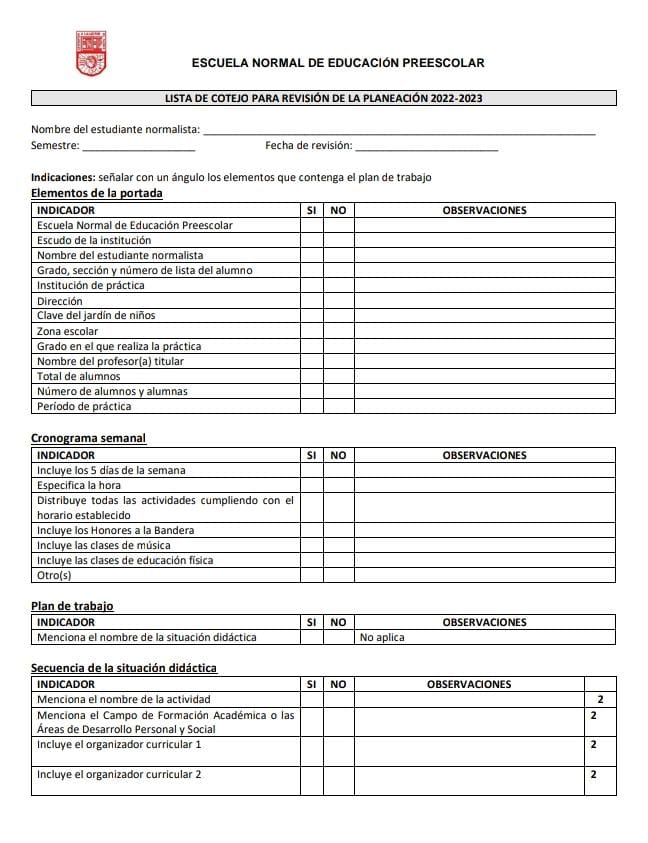 ESCUELA NORMAL DE EDUCACIÓN PREESCOLAR
LISTA DE COTEJO PARA REVISIÓN DE LA PLANEACIÓN 2022-2023
Nombre del estudiante normalista: ____________________
Semestre: ____________________ Fecha de revisión: ____________________
Indicaciones: señalar con un ángulo los elementos que contenga el plan de trabajo
Elementos de la portada
INDICADOR SI NO OBSERVACIONES
Escuela Normal de Educación Preescolar
Escudo de la institución
Nombre del estudiante normalista
Grado, sección y número de lista del alumno
Institución de práctica
Dirección
Clave del jardín de niños
Zona escolar
Grado en el que realiza la práctica
Nombre del profesor(a) titular
Total de alumnos
Número de alumnos y alumnas
Período de práctica
Cronograma semanal
INDICADOR SI NO OBSERVACIONES
Incluye los 5 días de la semana
Especifica la hora
Distribuye todas las actividades cumpliendo con el
horario establecido
Incluye los Honores a la Bandera
Incluye las clases de música
Incluye las clases de educación física
Otro(s)
Plan de trabajo
INDICADOR SI NO OBSERVACIONES
Menciona el nombre de la situación didáctica No aplica
Secuencia de la situación didáctica
INDICADOR SI NO OBSERVACIONES
Menciona el nombre de la actividad 2
Menciona el Campo de Formación Académica o las 2
Áreas de Desarrollo Personal y Social
Incluye el organizador curricular 1 2
Incluye el organizador curricular 2 2